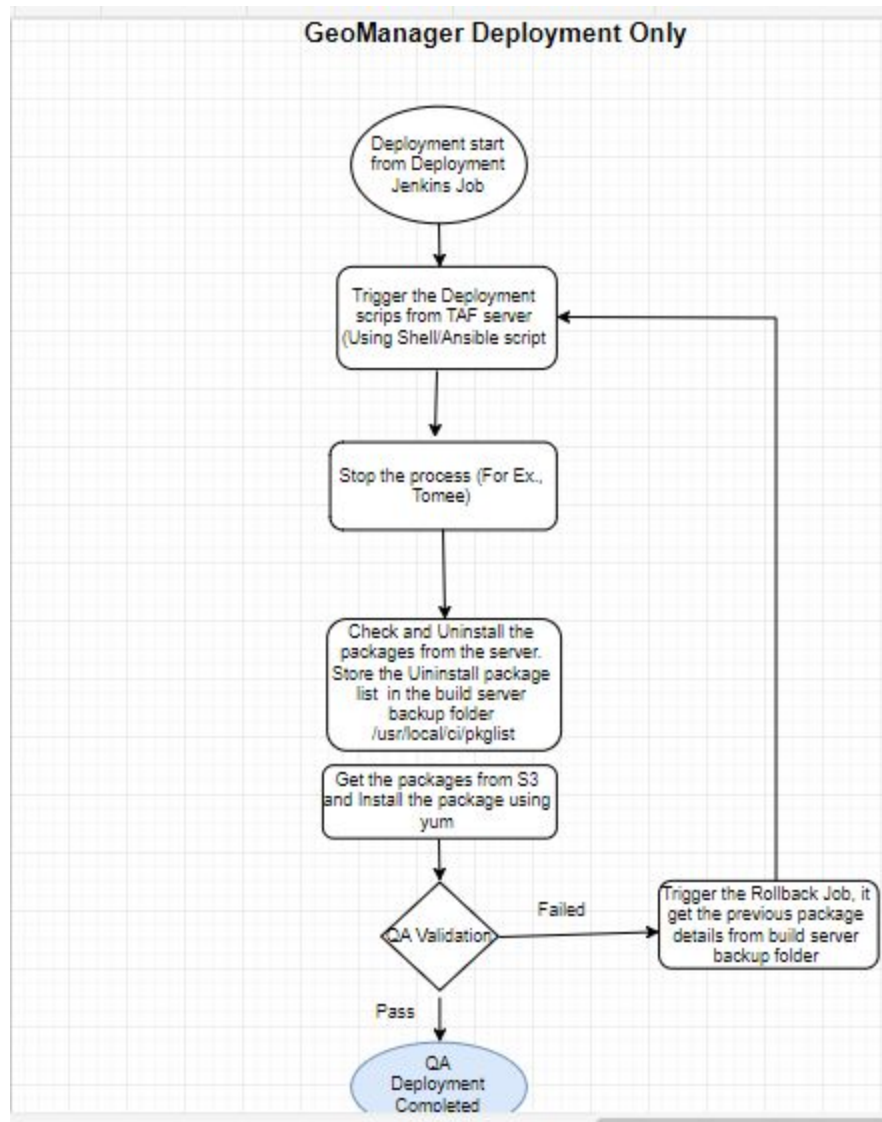 GeoManager Deployment Only
Deployment start
from Deployment
Jenkins Job
Trigger the Deployment
scrips from TAF server
(Using Shell/Ansible script
Stop the process (For Ex.,
Tomee)
Check and Uninstall the
packages from the server.
Store the Uininstall package
list in the build server
backup folder
/usr/local/ci/pkglist
Get the packages from S3
and Install the package using
yum
QA Validation
Failed
Trigger the Rollback Job, it
get the previous package
details from build server
backup folder
Pass
QA
Deployment
Completed